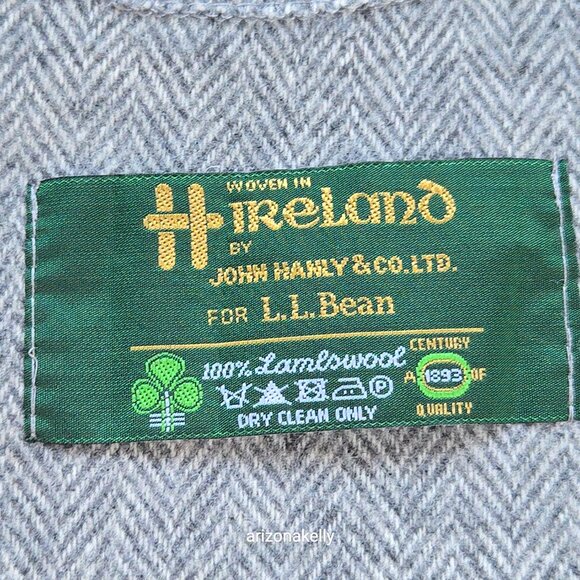 WOVEN IN
H IRELAND
BY
JOHN HANLY & CO. LTD.
FOR L.L.Bean
100% Lambswool
DRY CLEAN ONLY
P
CENTURY
A 1893 OF
QUALITY
arizonakelly